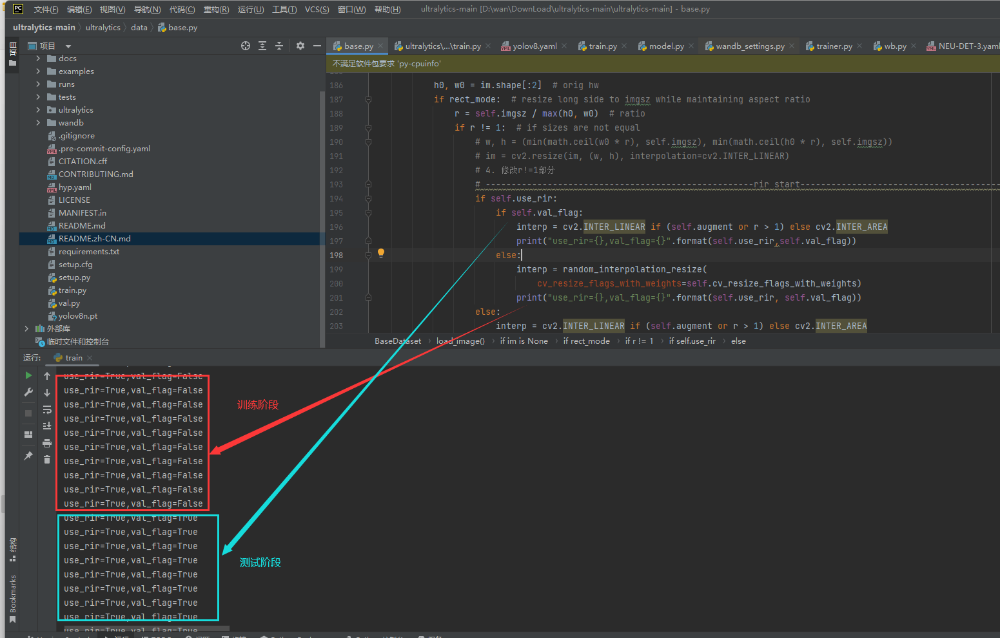 PC 文件(F) 编辑(E) 视图(V) 导航(N) 代码(C) 重构(R) 运行(U) 工具(T) VCS(S) 窗口(W) 帮助(H) ultralytics-main [D:\wan\DownLoad\ultralytics-main\ultralytics-main] - base.py
ultralytics-main ultralytics data base.py
项目
项目
base.py ultralytics\...\train.py yolov8.yaml train.py model.py wandb_settings.py trainer.py wb.py NEU-DET-3.yaml
不满足软件包要求 'py-cpuinfo'
docs
examples
runs
tests
ultralytics
wandb
.gitignore
.pre-commit-config.yaml
CITATION.cff
CONTRIBUTING.md
hyp.yaml
LICENSE
MANIFEST.in
README.md
README.zh-CN.md
requirements.txt
setup.cfg
setup.py
train.py
val.py
yolov8n.pt
外部库
临时文件和控制台
186 h0, w0 = im.shape[:2]  # orig hw
187 if rect_mode:  # resize long side to imgsz while maintaining aspect ratio
188 r = self.imgsz / max(h0, w0)  # ratio
189 if r != 1:  # if sizes are not equal
190 # w, h = (min(math.ceil(w0 * r), self.imgsz), min(math.ceil(h0 * r), self.imgsz))
191 # im = cv2.resize(im, (w, h), interpolation=cv2.INTER_LINEAR)
192 # 4. 修改r!=1部分
193 # ----------------------------------------------------rir start---------------------------------------
194 if self.use_rir:
195 if self.val_flag:
196 interp = cv2.INTER_LINEAR if (self.augment or r > 1) else cv2.INTER_AREA
197 print("use_rir={},val_flag={}".format(self.use_rir,self.val_flag))
198 else:
199 interp = random_interpolation_resize(
200 cv_resize_flags_with_weights=self.cv_resize_flags_with_weights)
201 print("use_rir={},val_flag={}".format(self.use_rir, self.val_flag))
202 else:
203 interp = cv2.INTER_LINEAR if (self.augment or r > 1) else cv2.INTER_AREA
BaseDataset load_image() if im is None if rect_mode if r != 1 if self.use_rir else
运行: train
use_rir=True,val_flag=False
use_rir=True,val_flag=False
use_rir=True,val_flag=False
use_rir=True,val_flag=False
use_rir=True,val_flag=False
use_rir=True,val_flag=False
use_rir=True,val_flag=False
use_rir=True,val_flag=False
use_rir=True,val_flag=False
use_rir=True,val_flag=False
训练阶段
use_rir=True,val_flag=True
use_rir=True,val_flag=True
use_rir=True,val_flag=True
use_rir=True,val_flag=True
use_rir=True,val_flag=True
use_rir=True,val_flag=True
use_rir=True,val_flag=True
use_rir=True,val_flag=True
use_rir=True,val_flag=True
测试阶段
结构
Bookmarks